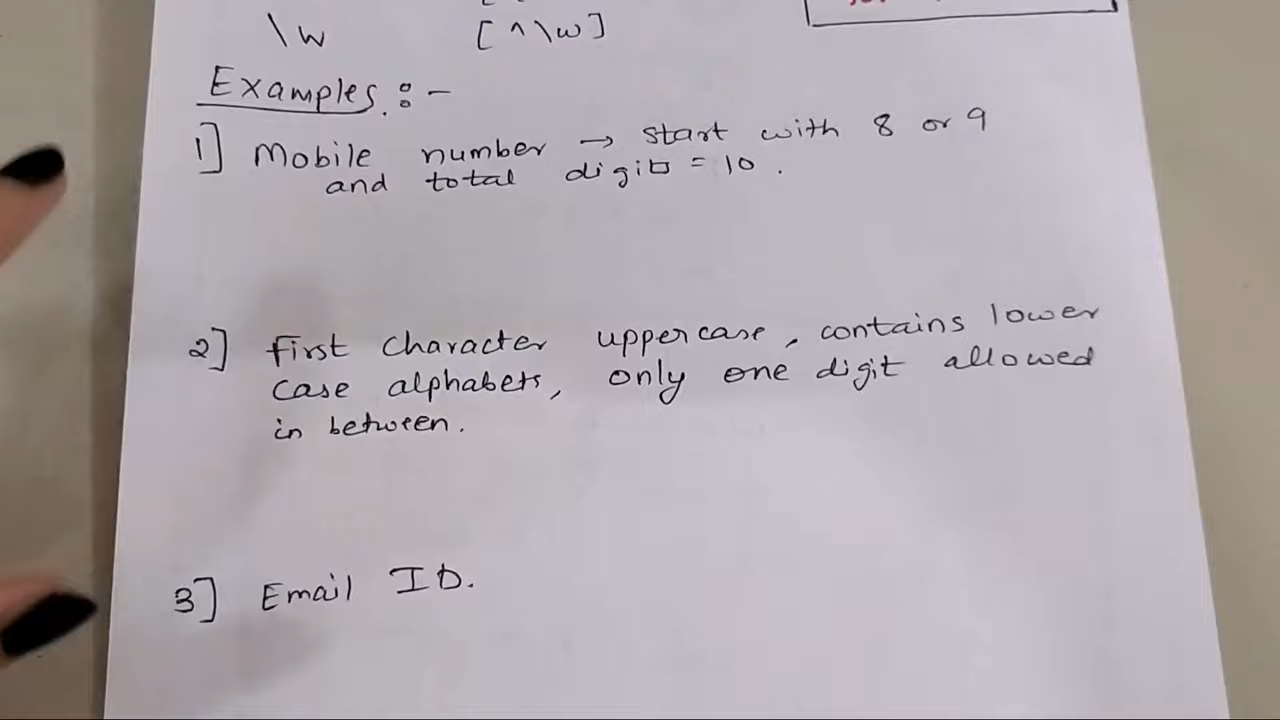 \w [^\w]
Examples :-
1] Mobile number → start with 8 or 9
and total digits = 10 .
2] first character uppercase, contains lower
case alphabets, only one digit allowed
in between.
3] Email ID.